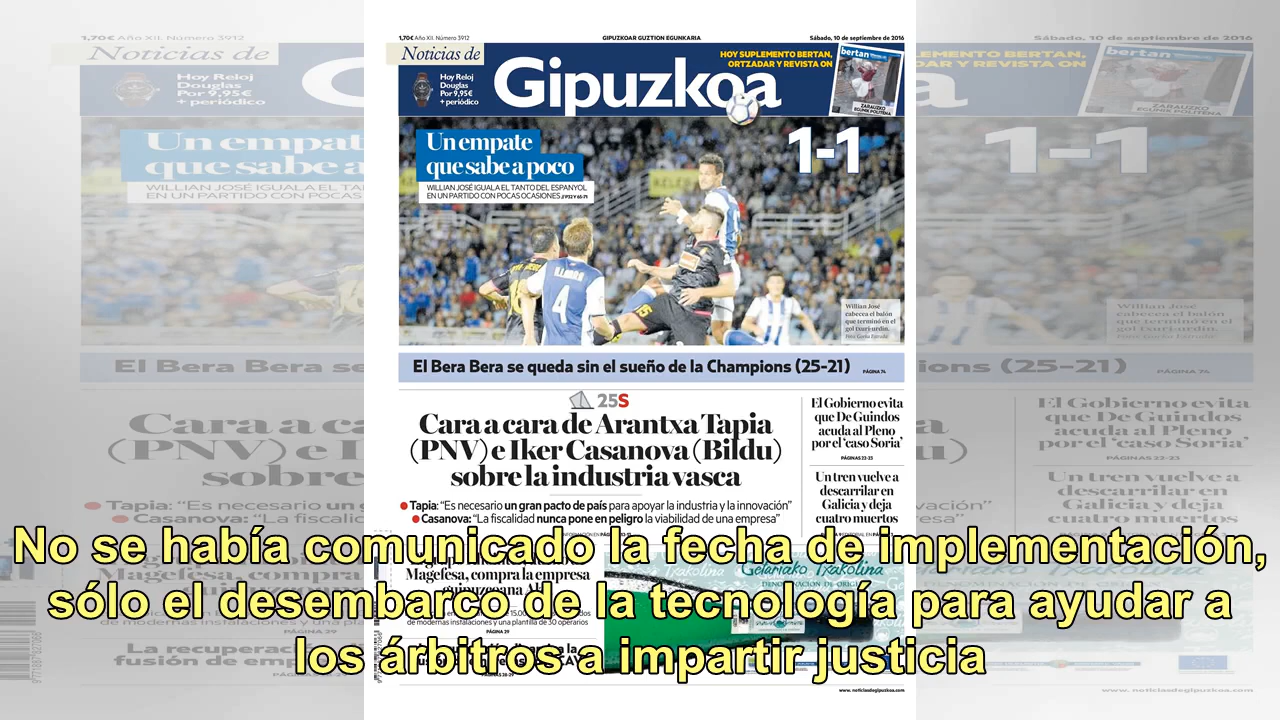 1,70€ Año XII. Número 3912
GIPUZKOAR GUZTION EGUNKARIA
Sábado, 10 de septiembre de 2016
Noticias de
Gipuzkoa
Hoy Reloj
Douglas
Por 9,95€
+ periódico
HOY SUPLEMENTO BERTAN,
ORTZADAR Y REVISTA ON
bertan
ZARAUZKO
EGUNIK POLITENA
Un empate
que sabe a poco
1-1
WILLIAN JOSÉ IGUALA EL TANTO DEL ESPANYOL
EN UN PARTIDO CON POCAS OCASIONES //P32 Y 65-71
Willian José
cabecea el balón
que terminó en el
gol txuri-urdin.
El Bera Bera se queda sin el sueño de la Champions (25-21) PÁGINA 74
25S
Cara a cara de Arantxa Tapia
(PNV) e Iker Casanova (Bildu)
sobre la industria vasca
Tapia: “Es necesario un gran pacto de país para apoyar la industria y la innovación”
Casanova: “La fiscalidad nunca pone en peligro la viabilidad de una empresa”
El Gobierno evita
que De Guindos
acuda al Pleno
por el ‘caso Soria’
PÁGINAS 22-23
Un tren vuelve a
descarrilar en
Galicia y deja
cuatro muertos
Magefesa, compra la empresa
de modernas instalaciones y una plantilla de 30 operarios
PÁGINA 29
Getariako Txakolina
www.noticiasdegipuzkoa.com
No se había comunicado la fecha de implementación,
sólo el desembarco de la tecnología para ayudar a
los árbitros a impartir justicia